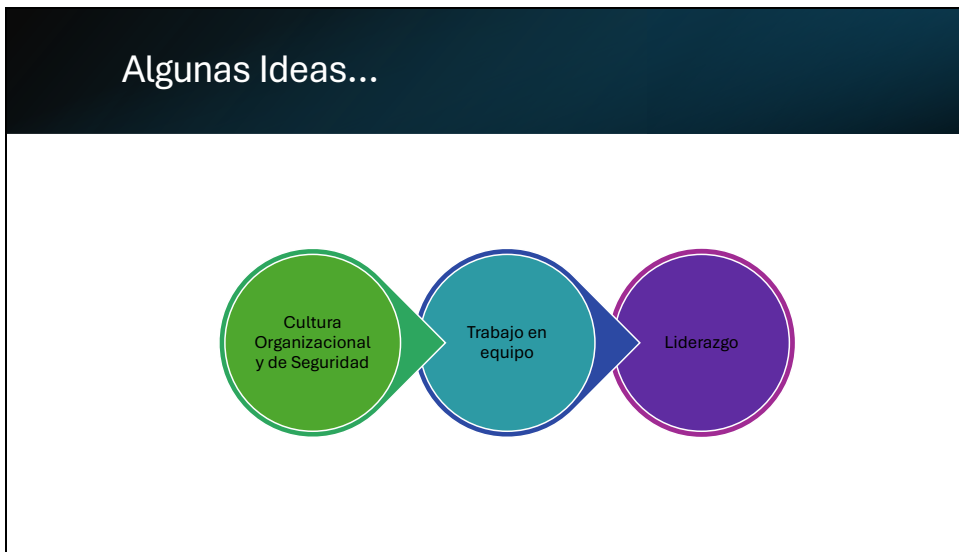 Algunas Ideas...
Cultura
Organizacional
y de Seguridad
Trabajo en
equipo
Liderazgo